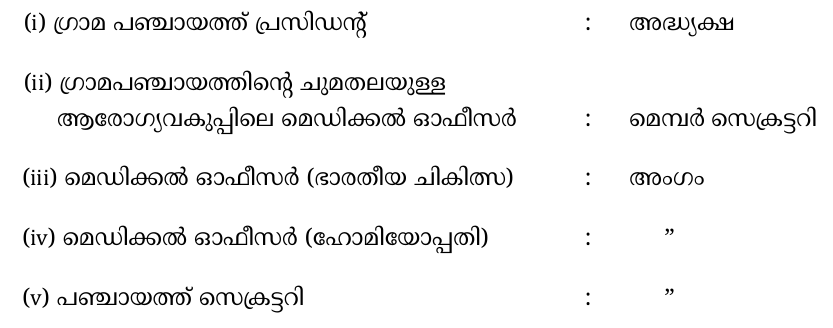 (i) ഗ്രാമ പഞ്ചായത്ത് പ്രസിഡന്റ് : അദ്ധ്യക്ഷ
(ii) ഗ്രാമപഞ്ചായത്തിന്റെ ചുമതലയുള്ള
ആരോഗ്യവകുപ്പിലെ മെഡിക്കൽ ഓഫീസർ : മെമ്പർ സെക്രട്ടറി
(iii) മെഡിക്കൽ ഓഫീസർ (ഭാരതീയ ചികിത്സ) : അംഗം
(iv) മെഡിക്കൽ ഓഫീസർ (ഹോമിയോപ്പതി) : ”
(v) പഞ്ചായത്ത് സെക്രട്ടറി : ”